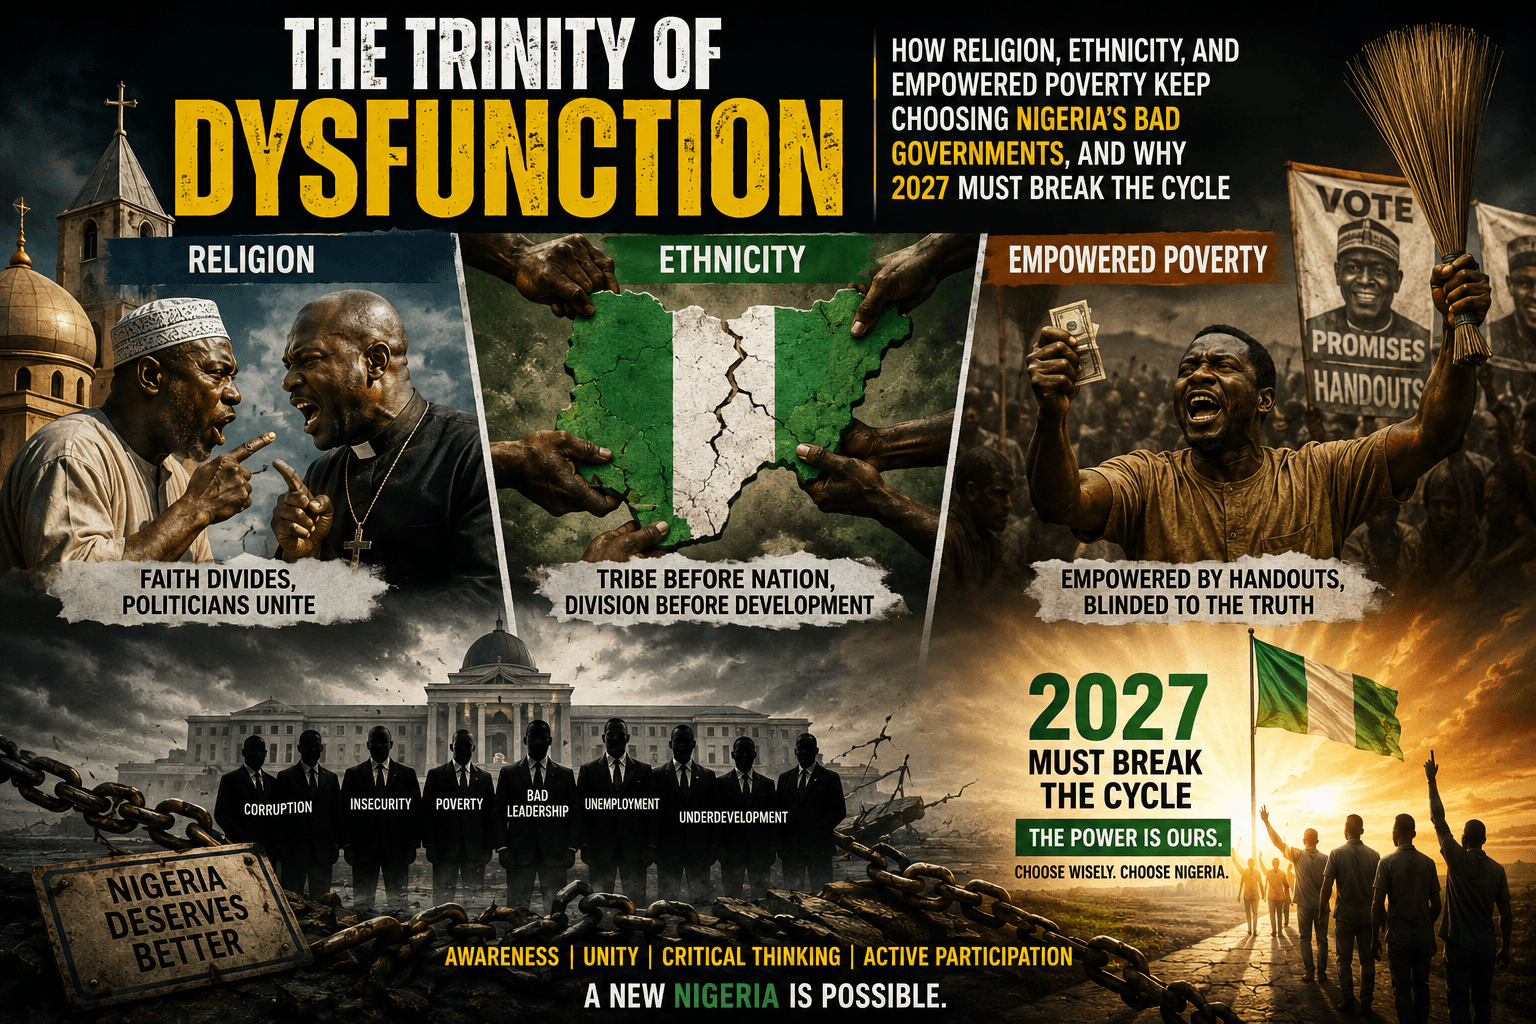 THE TRINITY OF
DYSFUNCTION
HOW RELIGION, ETHNICITY, AND
EMPOWERED POVERTY KEEP
CHOOSING NIGERIA'S BAD
GOVERNMENTS, AND WHY
2027 MUST BREAK THE CYCLE
RELIGION
FAITH DIVIDES,
POLITICIANS UNITE
ETHNICITY
TRIBE BEFORE NATION,
DIVISION BEFORE DEVELOPMENT
EMPOWERED POVERTY
VOTE
PROMISES
HANDOUTS
EMPOWERED BY HANDOUTS,
BLINDED TO THE TRUTH
CORRUPTION
INSECURITY
POVERTY
BAD
LEADERSHIP
UNEMPLOYMENT
UNDERDEVELOPMENT
2027
MUST BREAK
THE CYCLE
THE POWER IS OURS.
CHOOSE WISELY. CHOOSE NIGERIA.
NIGERIA
DESERVES
BETTER
AWARENESS | UNITY | CRITICAL THINKING | ACTIVE PARTICIPATION
A NEW NIGERIA IS POSSIBLE.